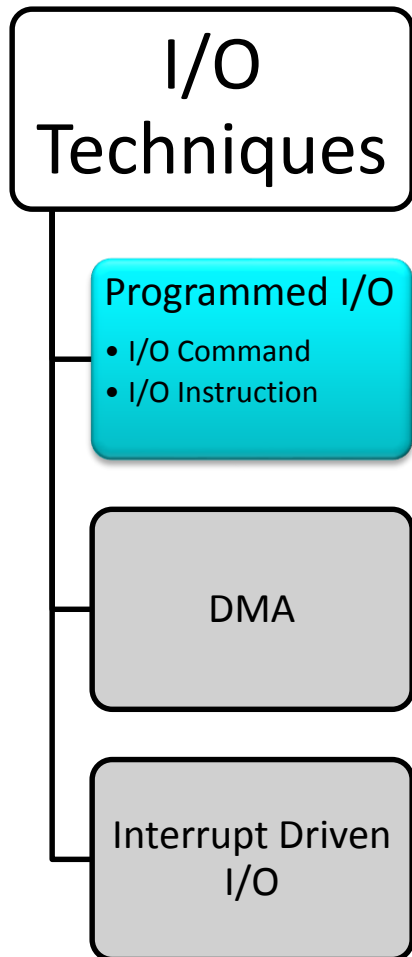 I/O
Techniques
Programmed I/O
• I/O Command
• I/O Instruction
DMA
Interrupt Driven
I/O